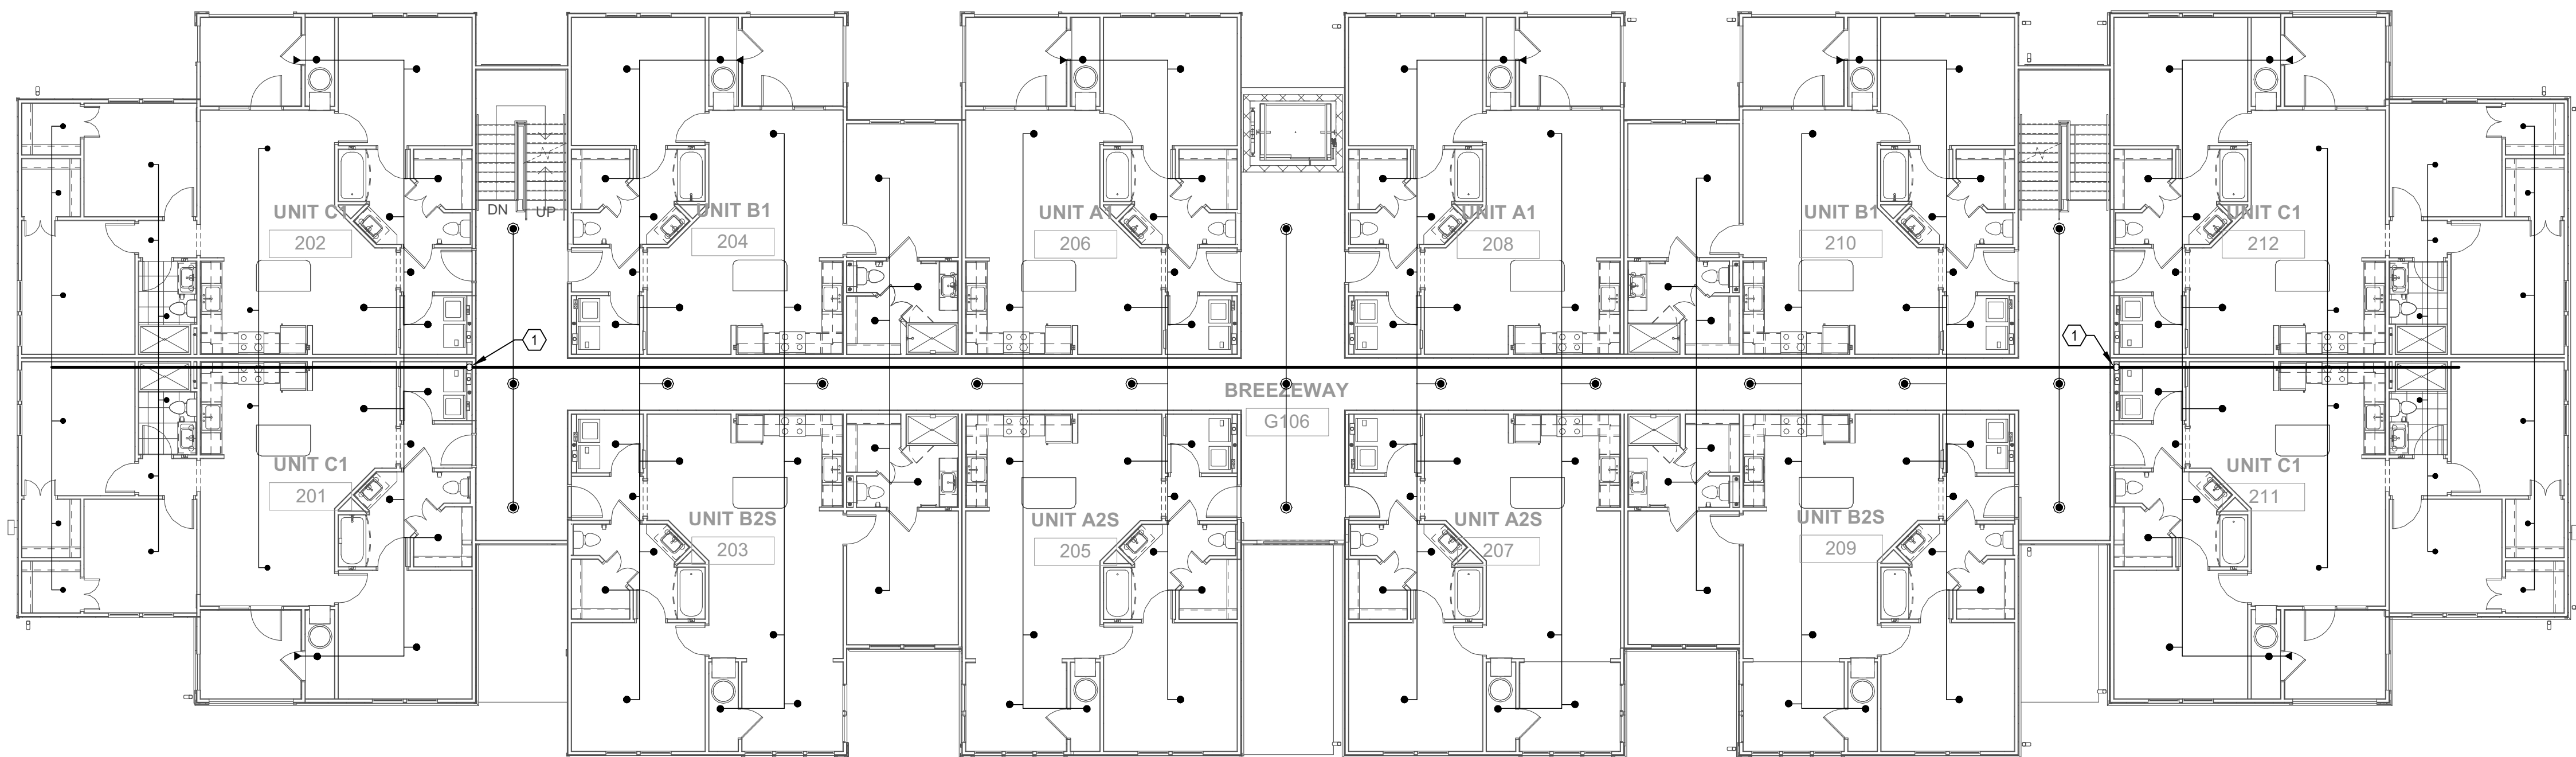 UNIT C1
202
DN
UP
UNIT B1
204
UNIT A1
206
UNIT A1
208
UNIT B1
210
UNIT C1
212
1
1
BREEZEWAY
G106
UNIT C1
201
UNIT B2S
203
UNIT A2S
205
UNIT A2S
207
UNIT B2S
209
UNIT C1
211